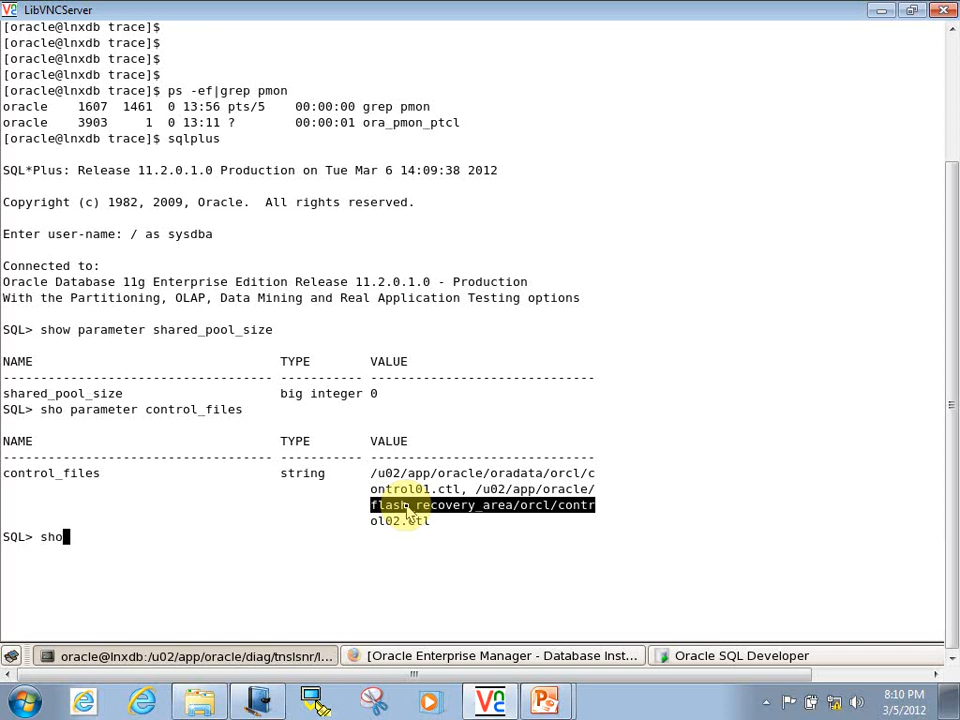 LibVNCServer
[oracle@lnxdb trace]$
[oracle@lnxdb trace]$
[oracle@lnxdb trace]$
[oracle@lnxdb trace]$
[oracle@lnxdb trace]$ ps -ef|grep pmon
oracle 1607 1461 0 13:56 pts/5 00:00:00 grep pmon
oracle 3903 1 0 13:11 ? 00:00:01 ora_pmon_ptcl
[oracle@lnxdb trace]$ sqlplus
SQL*Plus: Release 11.2.0.1.0 Production on Tue Mar 6 14:09:38 2012
Copyright (c) 1982, 2009, Oracle. All rights reserved.
Enter user-name: / as sysdba
Connected to:
Oracle Database 11g Enterprise Edition Release 11.2.0.1.0 - Production
With the Partitioning, OLAP, Data Mining and Real Application Testing options
SQL> show parameter shared_pool_size
NAME TYPE VALUE
------------------------------------ ----------- ------------------------------
shared_pool_size big integer 0
SQL> sho parameter control_files
NAME TYPE VALUE
------------------------------------ ----------- ------------------------------
control_files string /u02/app/oracle/oradata/orcl/c
ontrol01.ctl, /u02/app/oracle/
flash_recovery_area/orcl/contr
ol02.ctl
SQL> sho
oracle@lnxdb:/u02/app/oracle/diag/tnslsnr/l... [Oracle Enterprise Manager - Database Inst... Oracle SQL Developer
8:10 PM
3/5/2012